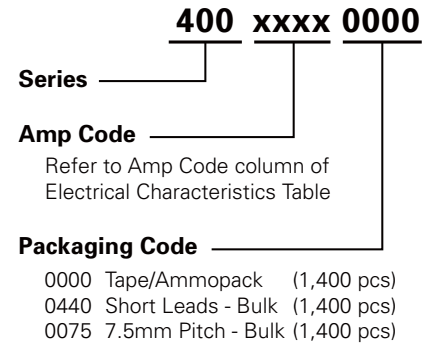 400 xxxx 0000
Series
Amp Code
Refer to Amp Code column of
Electrical Characteristics Table
Packaging Code
0000 Tape/Ammopack (1,400 pcs)
0440 Short Leads - Bulk (1,400 pcs)
0075 7.5mm Pitch - Bulk (1,400 pcs)